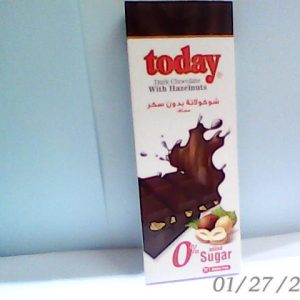 today
Dark Chocolate
With Hazelnuts
شوكولاتة بدون سكر
0% added
Sugar
01/27/2